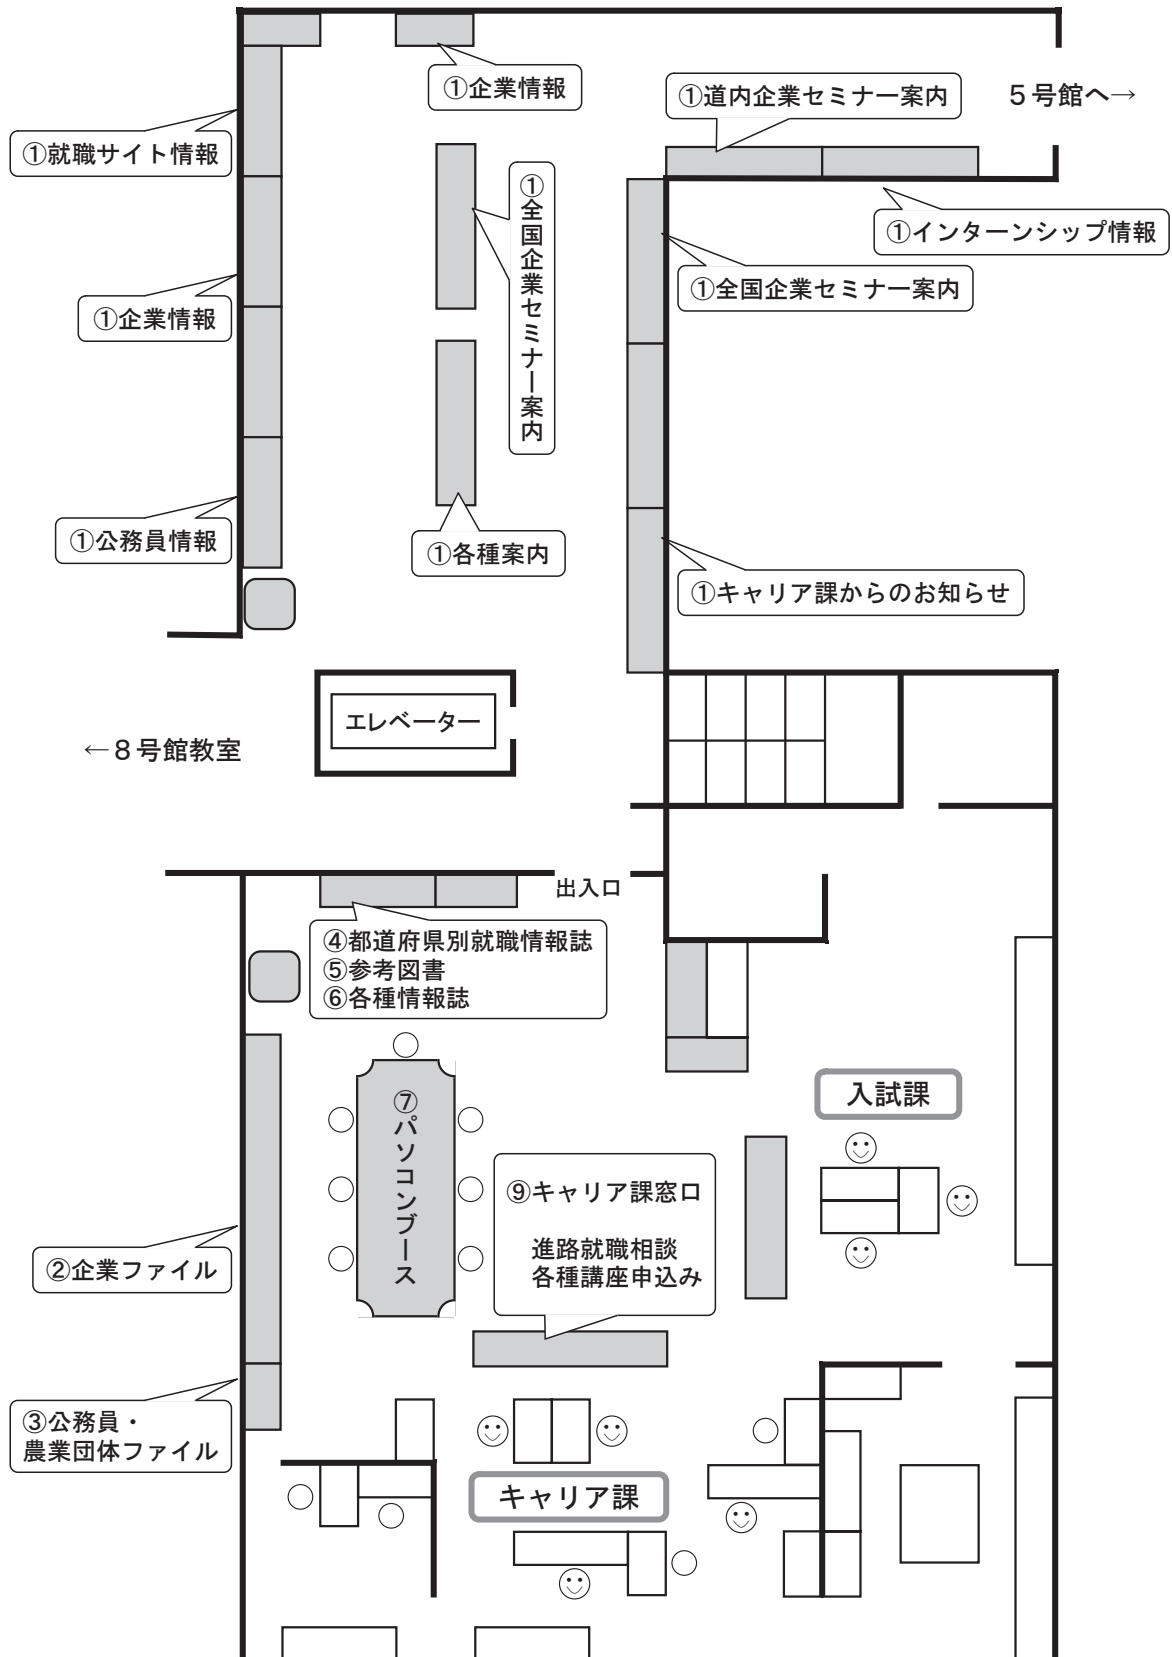 ①企業情報
①道内企業セミナー案内
5号館へ→
①就職サイト情報
①全国企業セミナー案内
①インターンシップ情報
①全国企業セミナー案内
①企業情報
①公務員情報
①各種案内
①キャリア課からのお知らせ
エレベーター
←8号館教室
出入口
④都道府県別就職情報誌
⑤参考図書
⑥各種情報誌
⑦パソコンブース
入試課
⑨キャリア課窓口
進路就職相談
各種講座申込み
②企業ファイル
③公務員・
農業団体ファイル
キャリア課